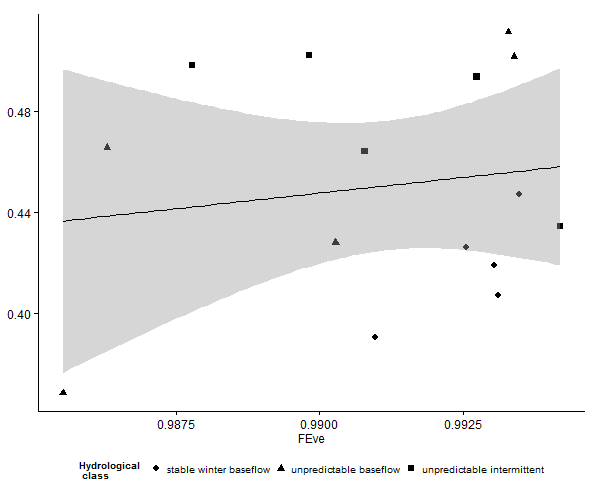 0.48
0.44
0.40
0.9875 0.9900 0.9925
FEve
Hydrological
class
stable winter baseflow unpredictable baseflow unpredictable intermittent